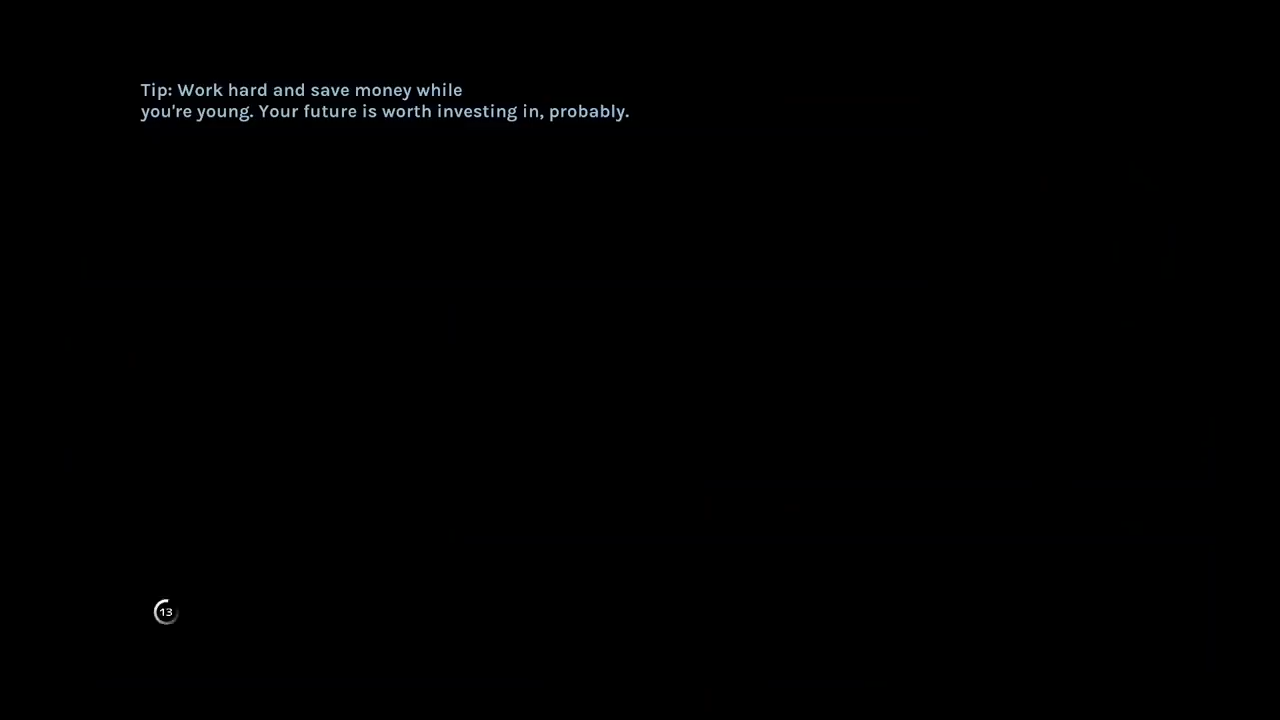 Tip: Work hard and save money while
you're young. Your future is worth investing in, probably.
13